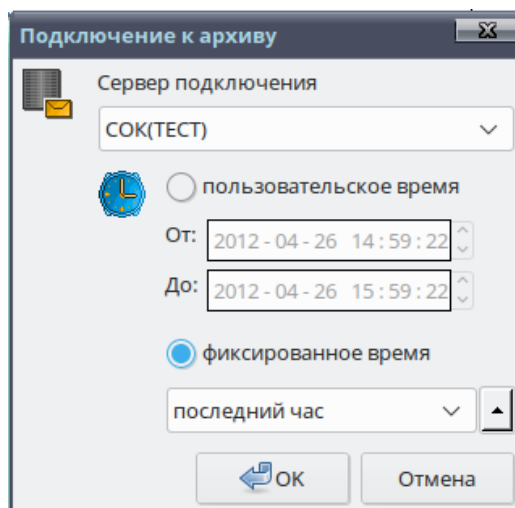 Подключение к архиву
Сервер подключения
СОК(ТЕСТ)
пользовательское время
От: 2012-04-26 14:59:22
До: 2012-04-26 15:59:22
фиксированное время
последний час
ОК Отмена